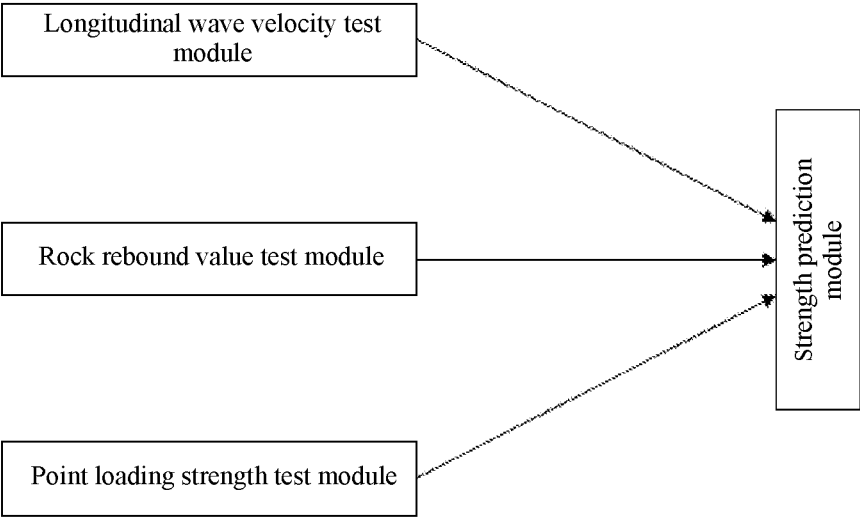 Longitudinal wave velocity test
module
Rock rebound value test module
Point loading strength test module
Strength prediction
module